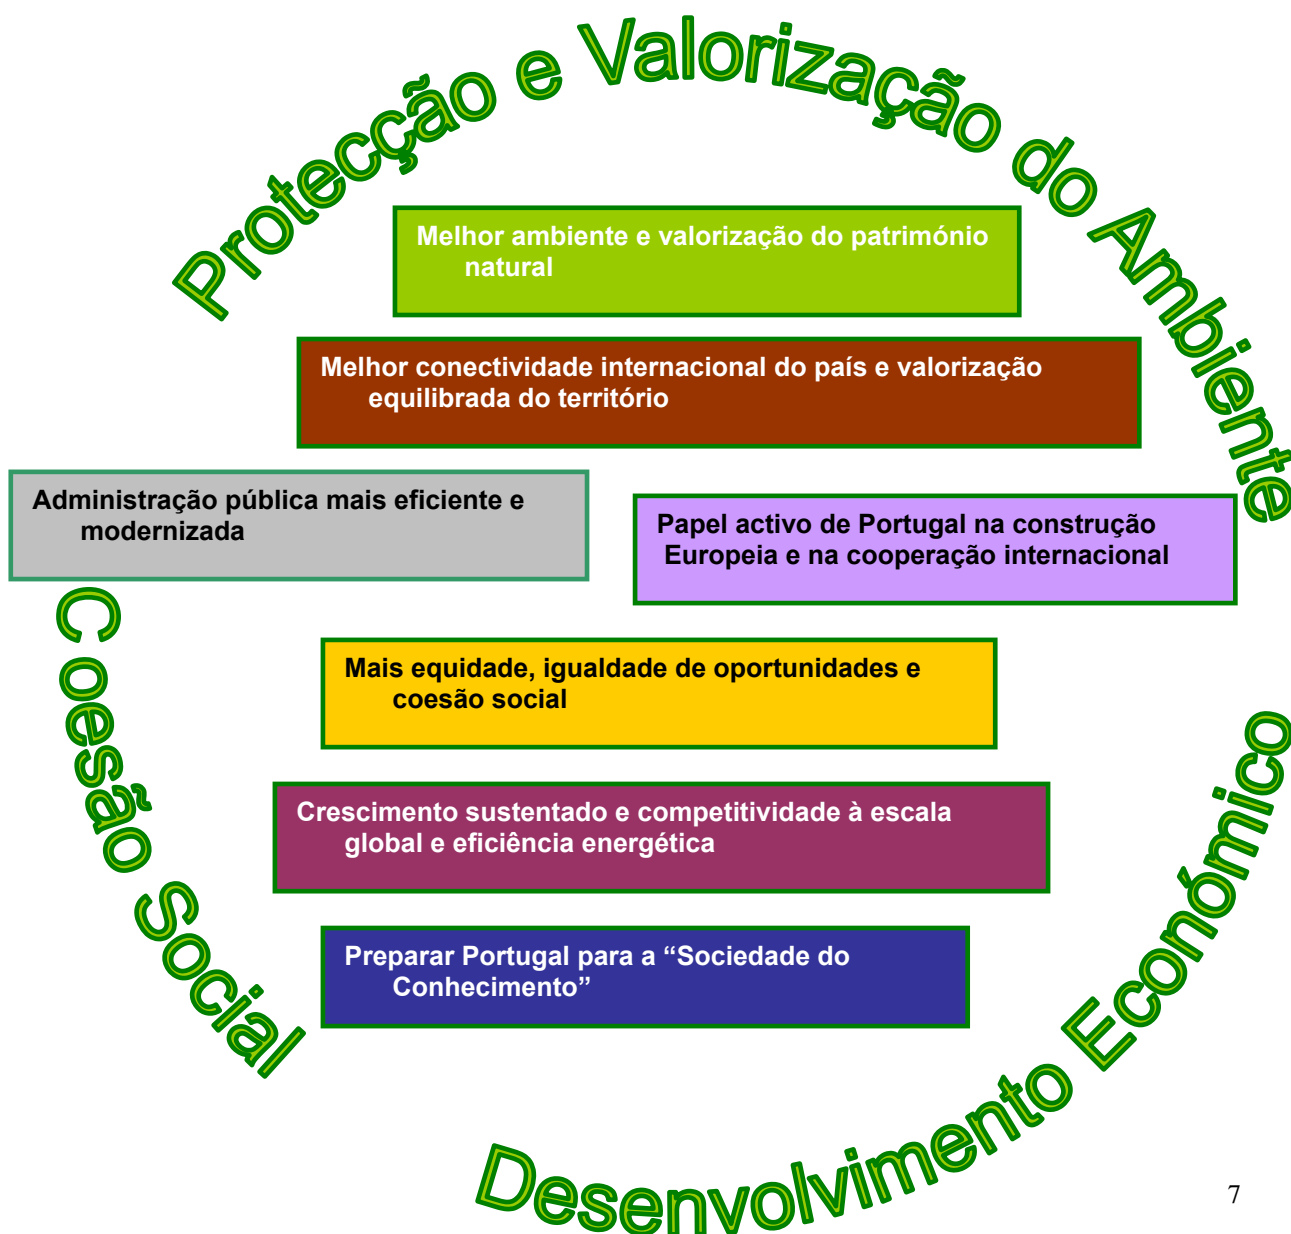 Protecção e Valorização do Ambiente
Melhor ambiente e valorização do património
natural
Melhor conectividade internacional do país e valorização
equilibrada do território
Administração pública mais eficiente e
modernizada
Papel activo de Portugal na construção
Europeia e na cooperação internacional
Coesão Social
Mais equidade, igualdade de oportunidades e
coesão social
Crescimento sustentado e competitividade à escala
global e eficiência energética
Preparar Portugal para a “Sociedade do
Conhecimento”
Desenvolvimento Económico
7